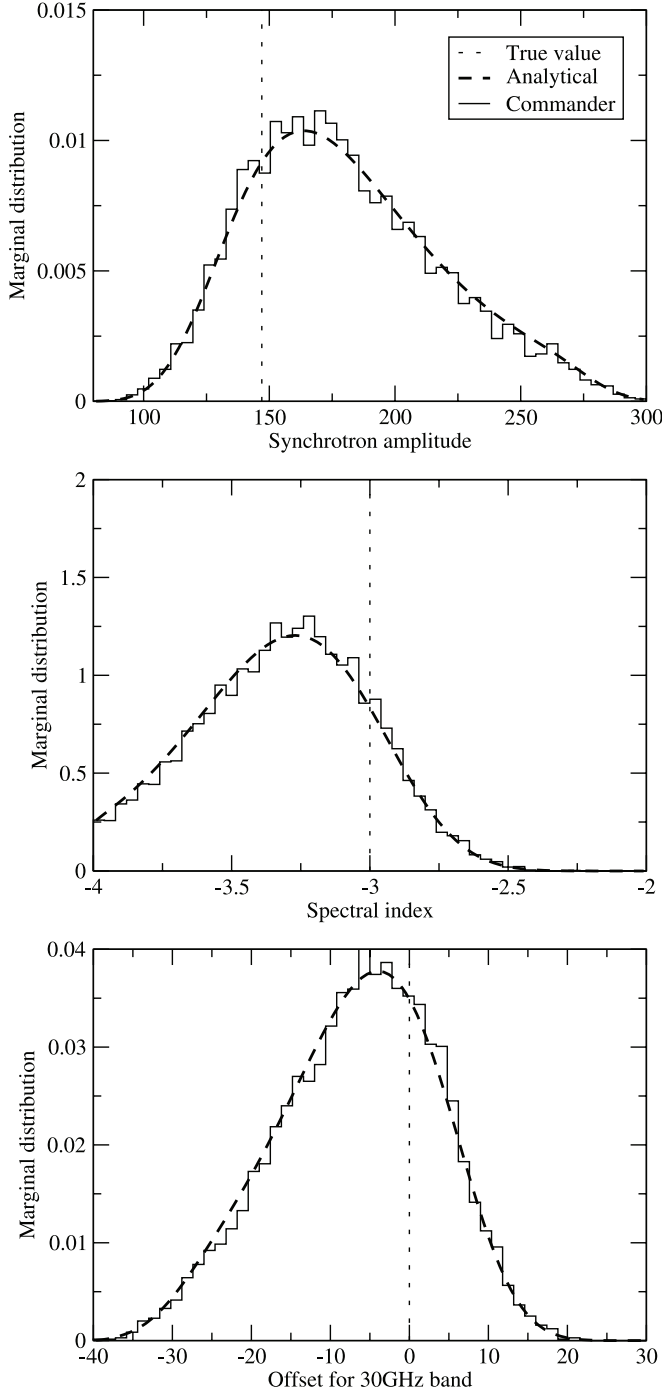 0.015
True value
Analytical
Commander
0.01
Marginal distribution
0.005
0
100 150 200 250 300
Synchrotron amplitude
2
1.5
Marginal distribution
1
0.5
0
-4 -3.5 -3 -2.5 -2
Spectral index
0.04
0.03
Marginal distribution
0.02
0.01
0
-40 -30 -20 -10 0 10 20 30
Offset for 30GHz band